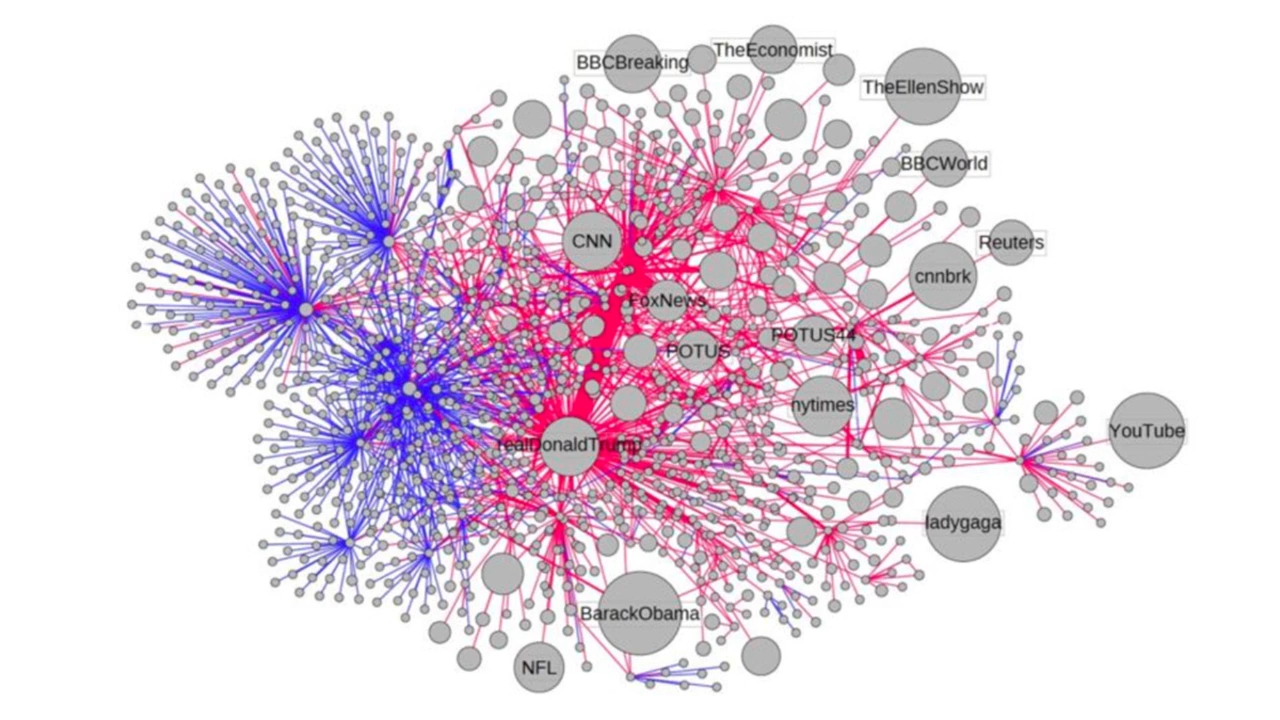 TheEconomist
BBCBreaking
TheEllenShow
BBCWorld
CNN
Reuters
cnnbrk
FoxNews
POTUS44
POTUS
nytimes
YouTube
realDonaldTrump
ladygaga
BarackObama
NFL